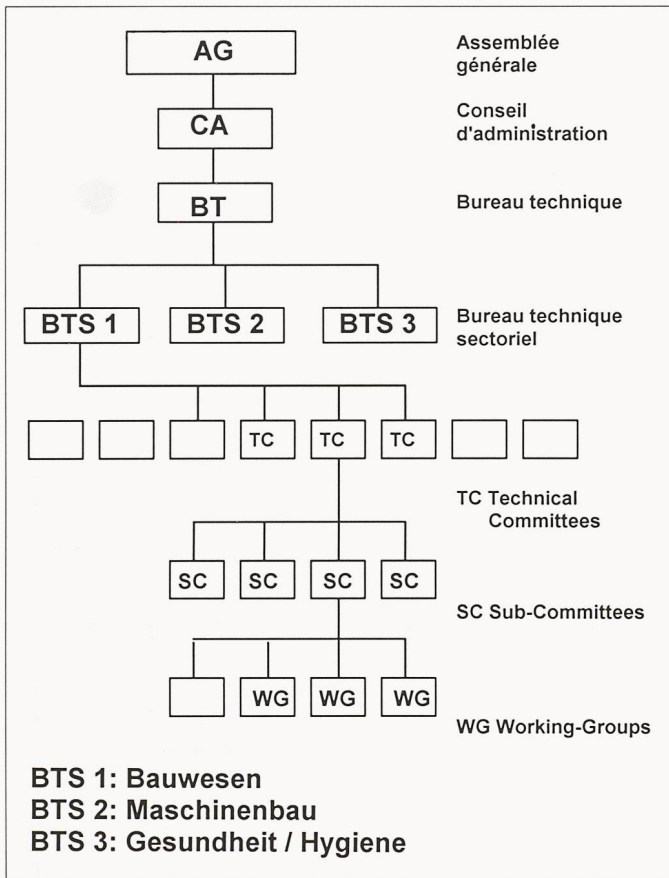 AG
Assemblée
générale
CA
Conseil
d'administration
BT
Bureau technique
BTS 1 BTS 2 BTS 3
Bureau technique
sectoriel
TC TC TC
TC Technical
Committees
SC SC SC SC
SC Sub-Committees
WG WG WG
WG Working-Groups
BTS 1: Bauwesen
BTS 2: Maschinenbau
BTS 3: Gesundheit / Hygiene